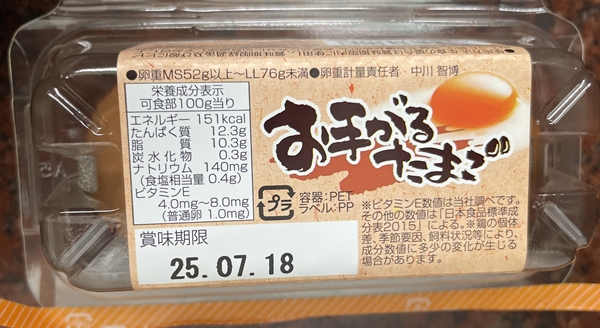 ●卵重MS52g以上〜LL76g未満●卵重計量責任者 中川 智博
栄養成分表示
可食部100g当り
エネルギー 151kcal
たんぱく質 12.3g
脂質 10.3g
炭水化物 0.3g
ナトリウム 140mg
(食塩相当量 0.4g)
ビタミンE
4.0mg〜8.0mg
(普通卵 1.0mg)
お手がる
たまご
プラ
容器:PET
ラベル:PP
※ビタミンE数値は当社調べです。
その他の数値は「日本食品標準成
分表2015」による。※鶏の個体
差、季節要因、飼料状況等により、
成分数値に多少の変化が生じる
場合があります。
賞味期限
25.07.18